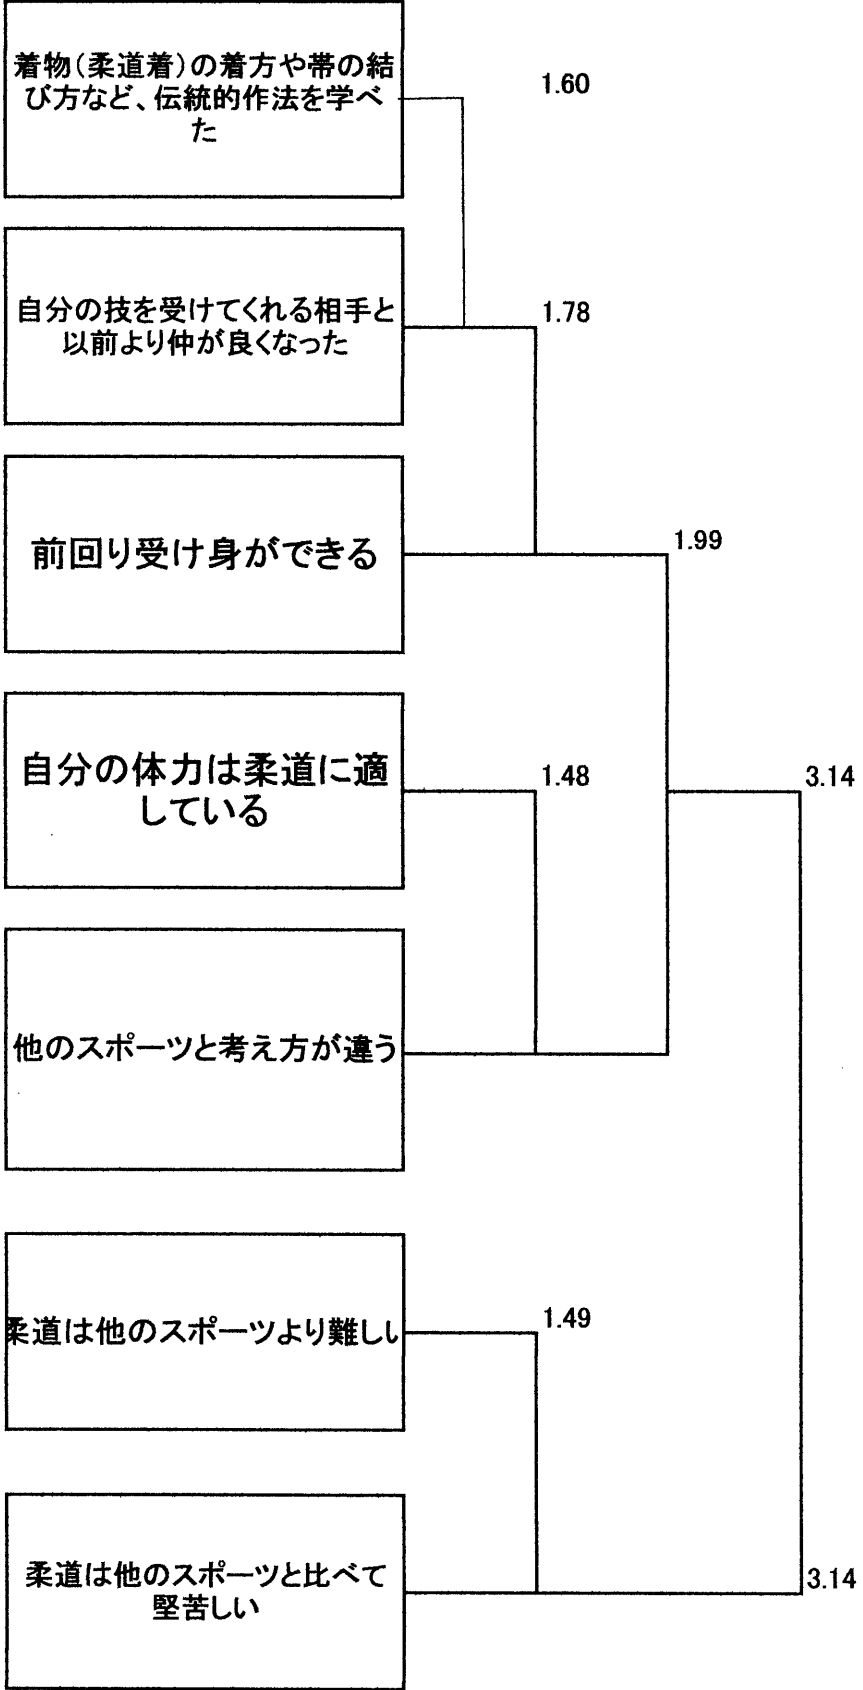 着物(柔道着)の着方や帯の結
び方など、伝統的作法を学べ
た
1.60
自分の技を受けてくれる相手と
以前より仲が良くなった
1.78
前回り受け身ができる
1.99
自分の体力は柔道に適
している
1.48
3.14
他のスポーツと考え方が違う
柔道は他のスポーツより難しい
1.49
柔道は他のスポーツと比べて
堅苦しい
3.14